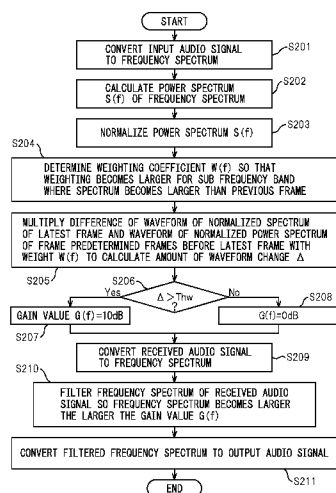 START
CONVERT INPUT AUDIO SIGNAL
TO FREQUENCY SPECTRUM
S201
CALCULATE POWER SPECTRUM
S(f) OF FREQUENCY SPECTRUM
S202
NORMALIZE POWER SPECTRUM S(f)
S203
S204
DETERMINE WEIGHTING COEFFICIENT W(f) SO THAT
WEIGHTING BECOMES LARGER FOR SUB FREQUENCY BAND
WHERE SPECTRUM BECOMES LARGER THAN PREVIOUS FRAME
MULTIPLY DIFFERENCE OF WAVEFORM OF NORMALIZED SPECTRUM
OF LATEST FRAME AND WAVEFORM OF NORMALIZED POWER SPECTRUM
OF FRAME PREDETERMINED FRAMES BEFORE LATEST FRAME WITH
WEIGHT W(f) TO CALCULATE AMOUNT OF WAVEFORM CHANGE Δ
S205
S206
Yes
Δ>Thw
?
No
S208
GAIN VALUE G(f)=10dB
G(f)=0dB
S207
CONVERT RECEIVED AUDIO SIGNAL
TO FREQUENCY SPECTRUM
S209
S210
FILTER FREQUENCY SPECTRUM OF RECEIVED AUDIO
SIGNAL SO FREQUENCY SPECTRUM BECOMES LARGER
THE LARGER THE GAIN VALUE G(f)
CONVERT FILTERED FREQUENCY SPECTRUM TO OUTPUT AUDIO SIGNAL
S211
END